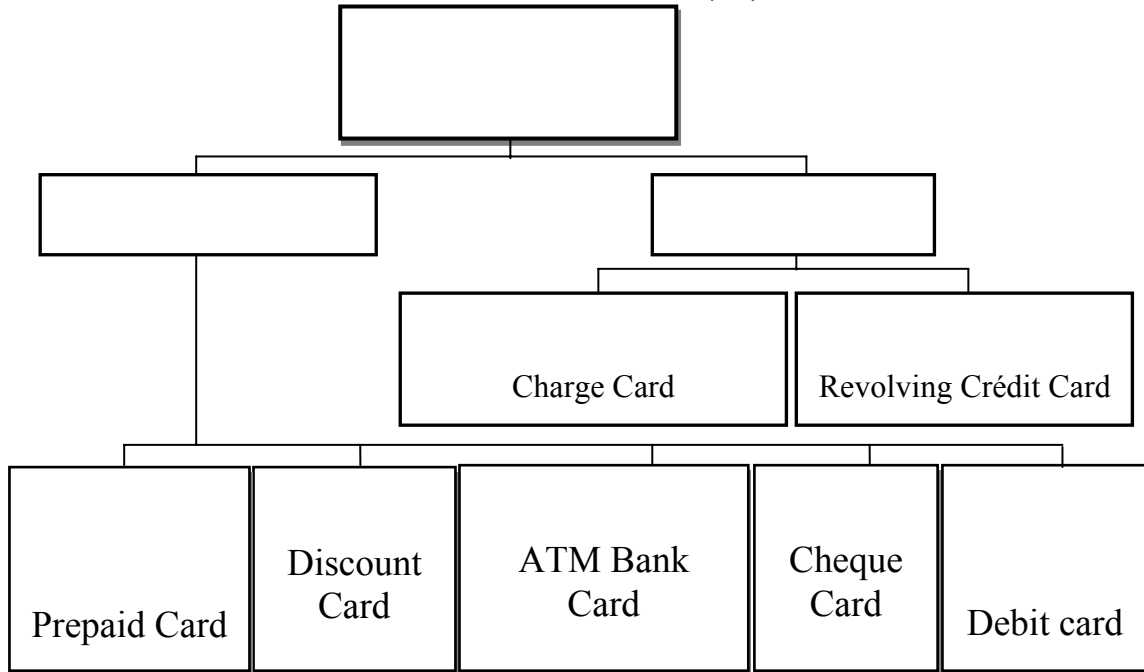 Charge Card
Revolving Crédit Card
Prepaid Card
Discount
Card
ATM Bank
Card
Cheque
Card
Debit card